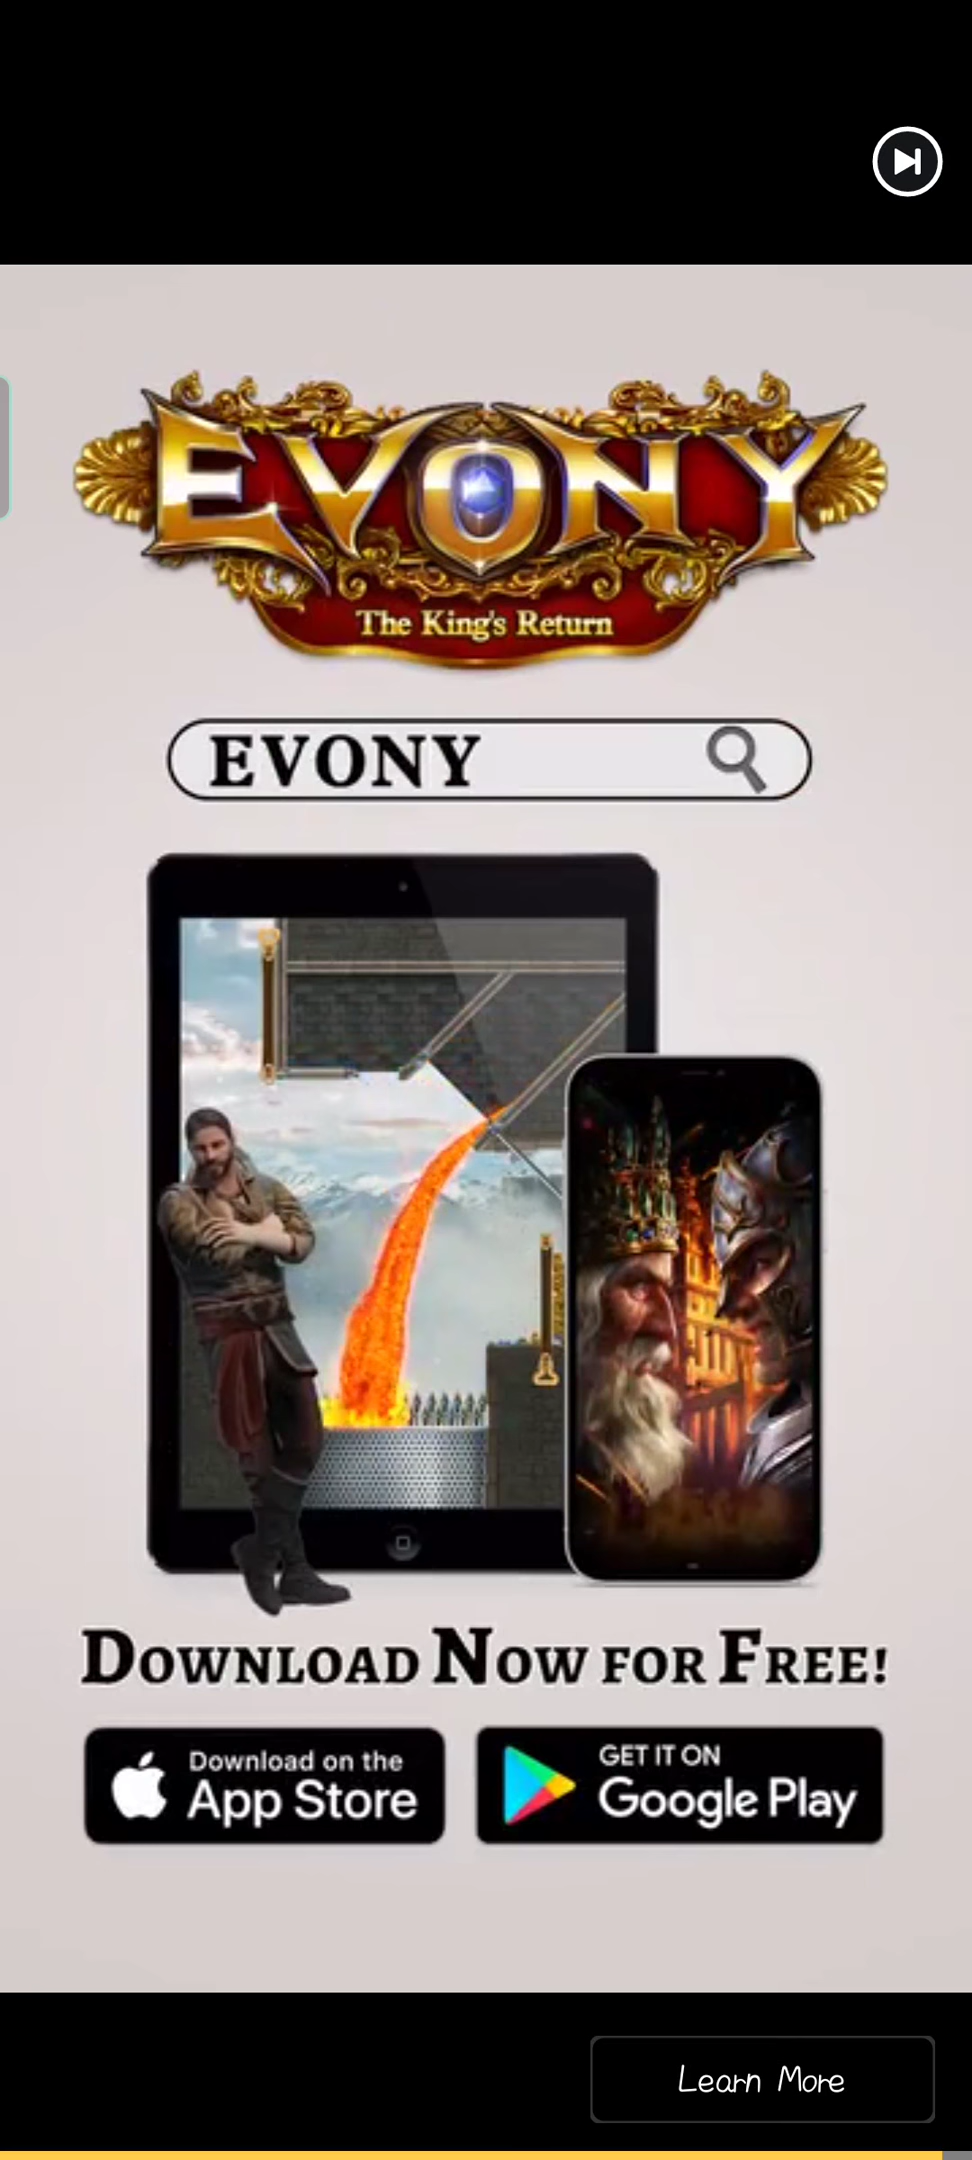 EVONY
The King's Return
EVONY
DOWNLOAD NOW FOR FREE!
Download on the
App Store
GET IT ON
Google Play
Learn More